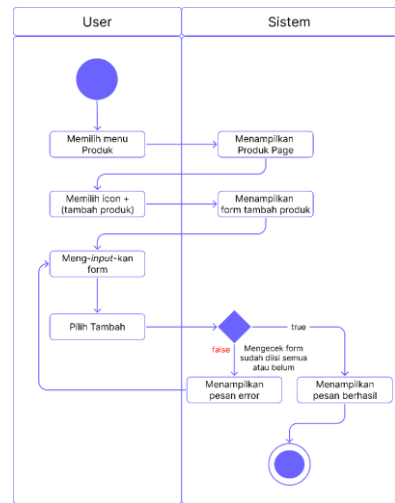 User
Sistem
Memilih menu
Produk
Menampilkan
Produk Page
Memilih icon +
(tambah produk)
Menampilkan
form tambah produk
Meng-input-kan
form
Pilih Tambah
true
false
Mengecek form
sudah diisi semua
atau belum
Menampilkan
pesan error
Menampilkan
pesan berhasil